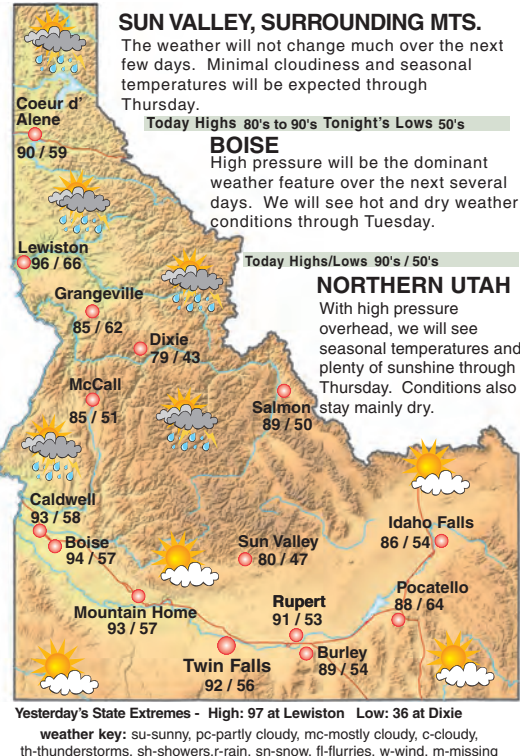 SUN VALLEY, SURROUNDING MTS.
The weather will not change much over the next
few days. Minimal cloudiness and seasonal
temperatures will be expected through
Thursday.
Today Highs 80's to 90's Tonight's Lows 50's
BOISE
High pressure will be the dominant
weather feature over the next several
days. We will see hot and dry weather
conditions through Tuesday.
Today Highs/Lows 90's / 50's
NORTHERN UTAH
With high pressure
overhead, we will see
seasonal temperatures and
plenty of sunshine through
Thursday. Conditions also
stay mainly dry.
Coeur d'
Alene
90 / 59
Lewiston
96 / 66
Grangeville
85 / 62
Dixie
79 / 43
McCall
85 / 51
Salmon
89 / 50
Caldwell
93 / 58
Boise
94 / 57
Sun Valley
80 / 47
Idaho Falls
86 / 54
Mountain Home
93 / 57
Rupert
91 / 53
Pocatello
88 / 64
Twin Falls
92 / 56
Burley
89 / 54
Yesterday's State Extremes - High: 97 at Lewiston Low: 36 at Dixie
weather key: su-sunny, pc-partly cloudy, mc-mostly cloudy, c-cloudy,
th-thunderstorms, sh-showers,r-rain, sn-snow, fl-flurries, w-wind, m-missing